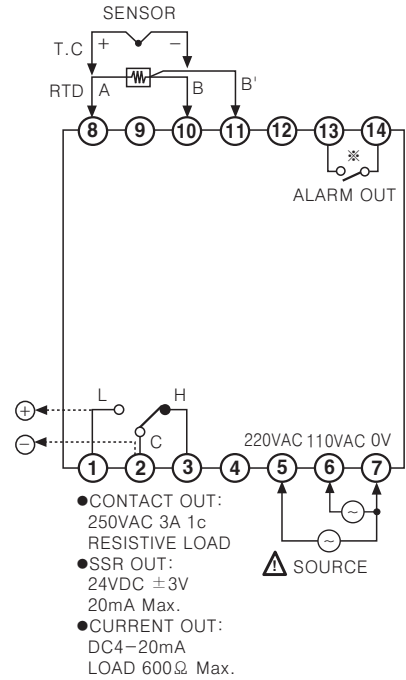 SENSOR
T.C + −
RTD A B B'
8 9 10 11 12 13 14
※
ALARM OUT
L H
+
− C
220VAC 110VAC 0V
1 2 3 4 5 6 7
●CONTACT OUT:
250VAC 3A 1c
RESISTIVE LOAD
●SSR OUT:
24VDC ±3V
20mA Max.
●CURRENT OUT:
DC4-20mA
LOAD 600Ω Max.
~
~
! SOURCE